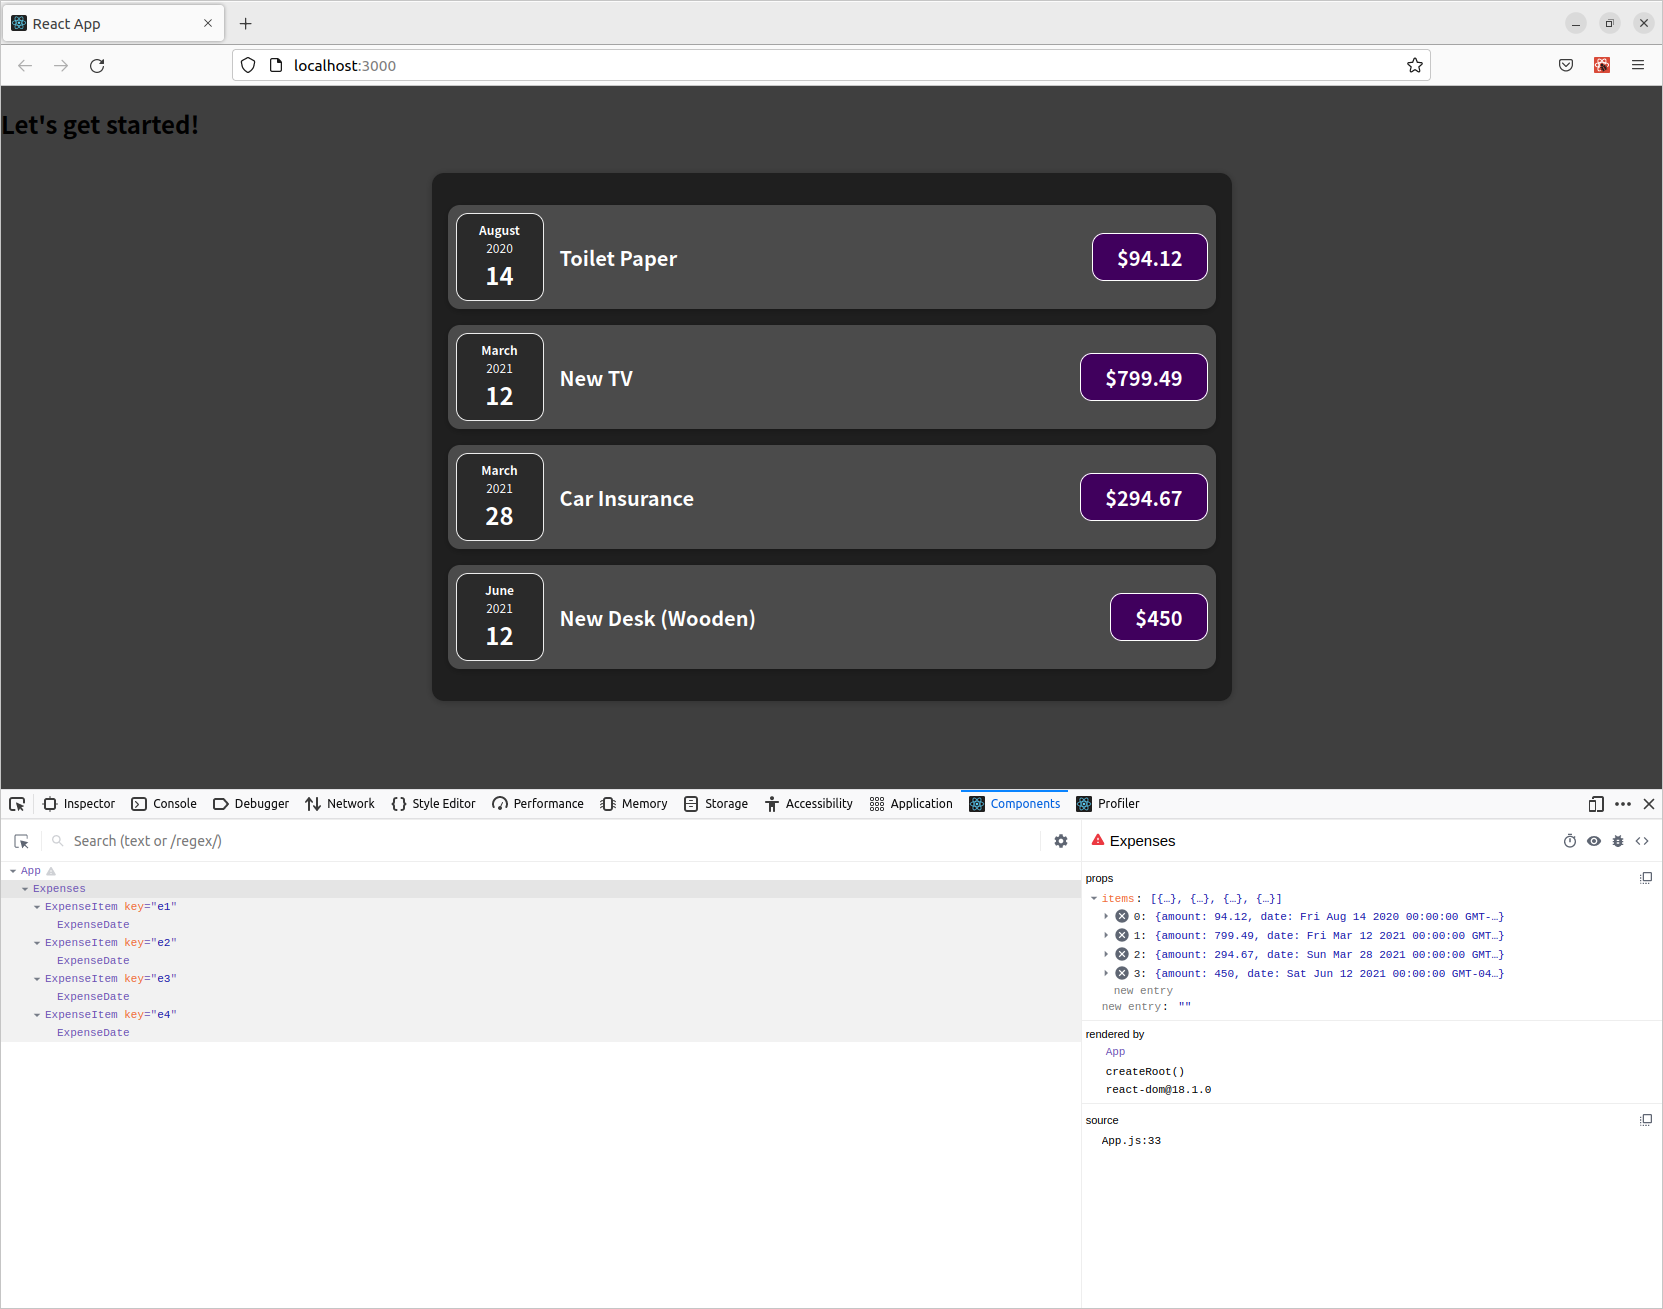 React App
localhost:3000
Let's get started!
August
2020
14
Toilet Paper
$94.12
March
2021
12
New TV
$799.49
March
2021
28
Car Insurance
$294.67
June
2021
12
New Desk (Wooden)
$450
Inspector Console Debugger Network Style Editor Performance Memory Storage Accessibility Application Components Profiler
Search (text or /regex/)
App
Expenses
ExpenseItem key="e1"
ExpenseDate
ExpenseItem key="e2"
ExpenseDate
ExpenseItem key="e3"
ExpenseDate
ExpenseItem key="e4"
ExpenseDate
Expenses
props
items: [{…}, {…}, {…}, {…}]
0: {amount: 94.12, date: Fri Aug 14 2020 00:00:00 GMT-…}
1: {amount: 799.49, date: Fri Mar 12 2021 00:00:00 GMT…}
2: {amount: 294.67, date: Sun Mar 28 2021 00:00:00 GMT…}
3: {amount: 450, date: Sat Jun 12 2021 00:00:00 GMT-04…}
new entry
new entry: ""
rendered by
App
createRoot()
react-dom@18.1.0
source
App.js:33